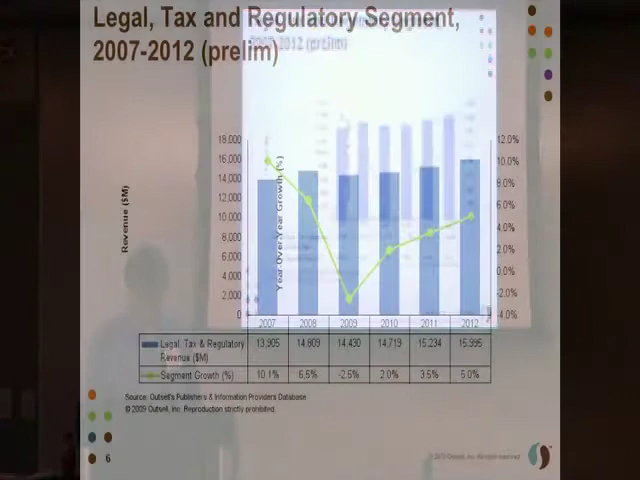 Legal, Tax and Regulatory Segment,
2007-2012 (prelim)
2012 (prelim)
18,000
16,000
14,000
12,000
10,000
8,000
6,000
4,000
2,000
0
Revenue ($M)
Year-Over-Year Growth (%)
12.0%
10.0%
8.0%
6.0%
4.0%
2.0%
0.0%
-2.0%
-4.0%
2007 2008 2009 2010 2011 2012
Legal, Tax & Regulatory Revenue ($M) 13,905 14,809 14,430 14,719 15,234 15,995
Segment Growth (%) 10.1% 6.5% -2.5% 2.0% 3.5% 5.0%
Source: Outsell's Publishers & Information Providers Database
© 2009 Outsell, Inc. Reproduction strictly prohibited.
6